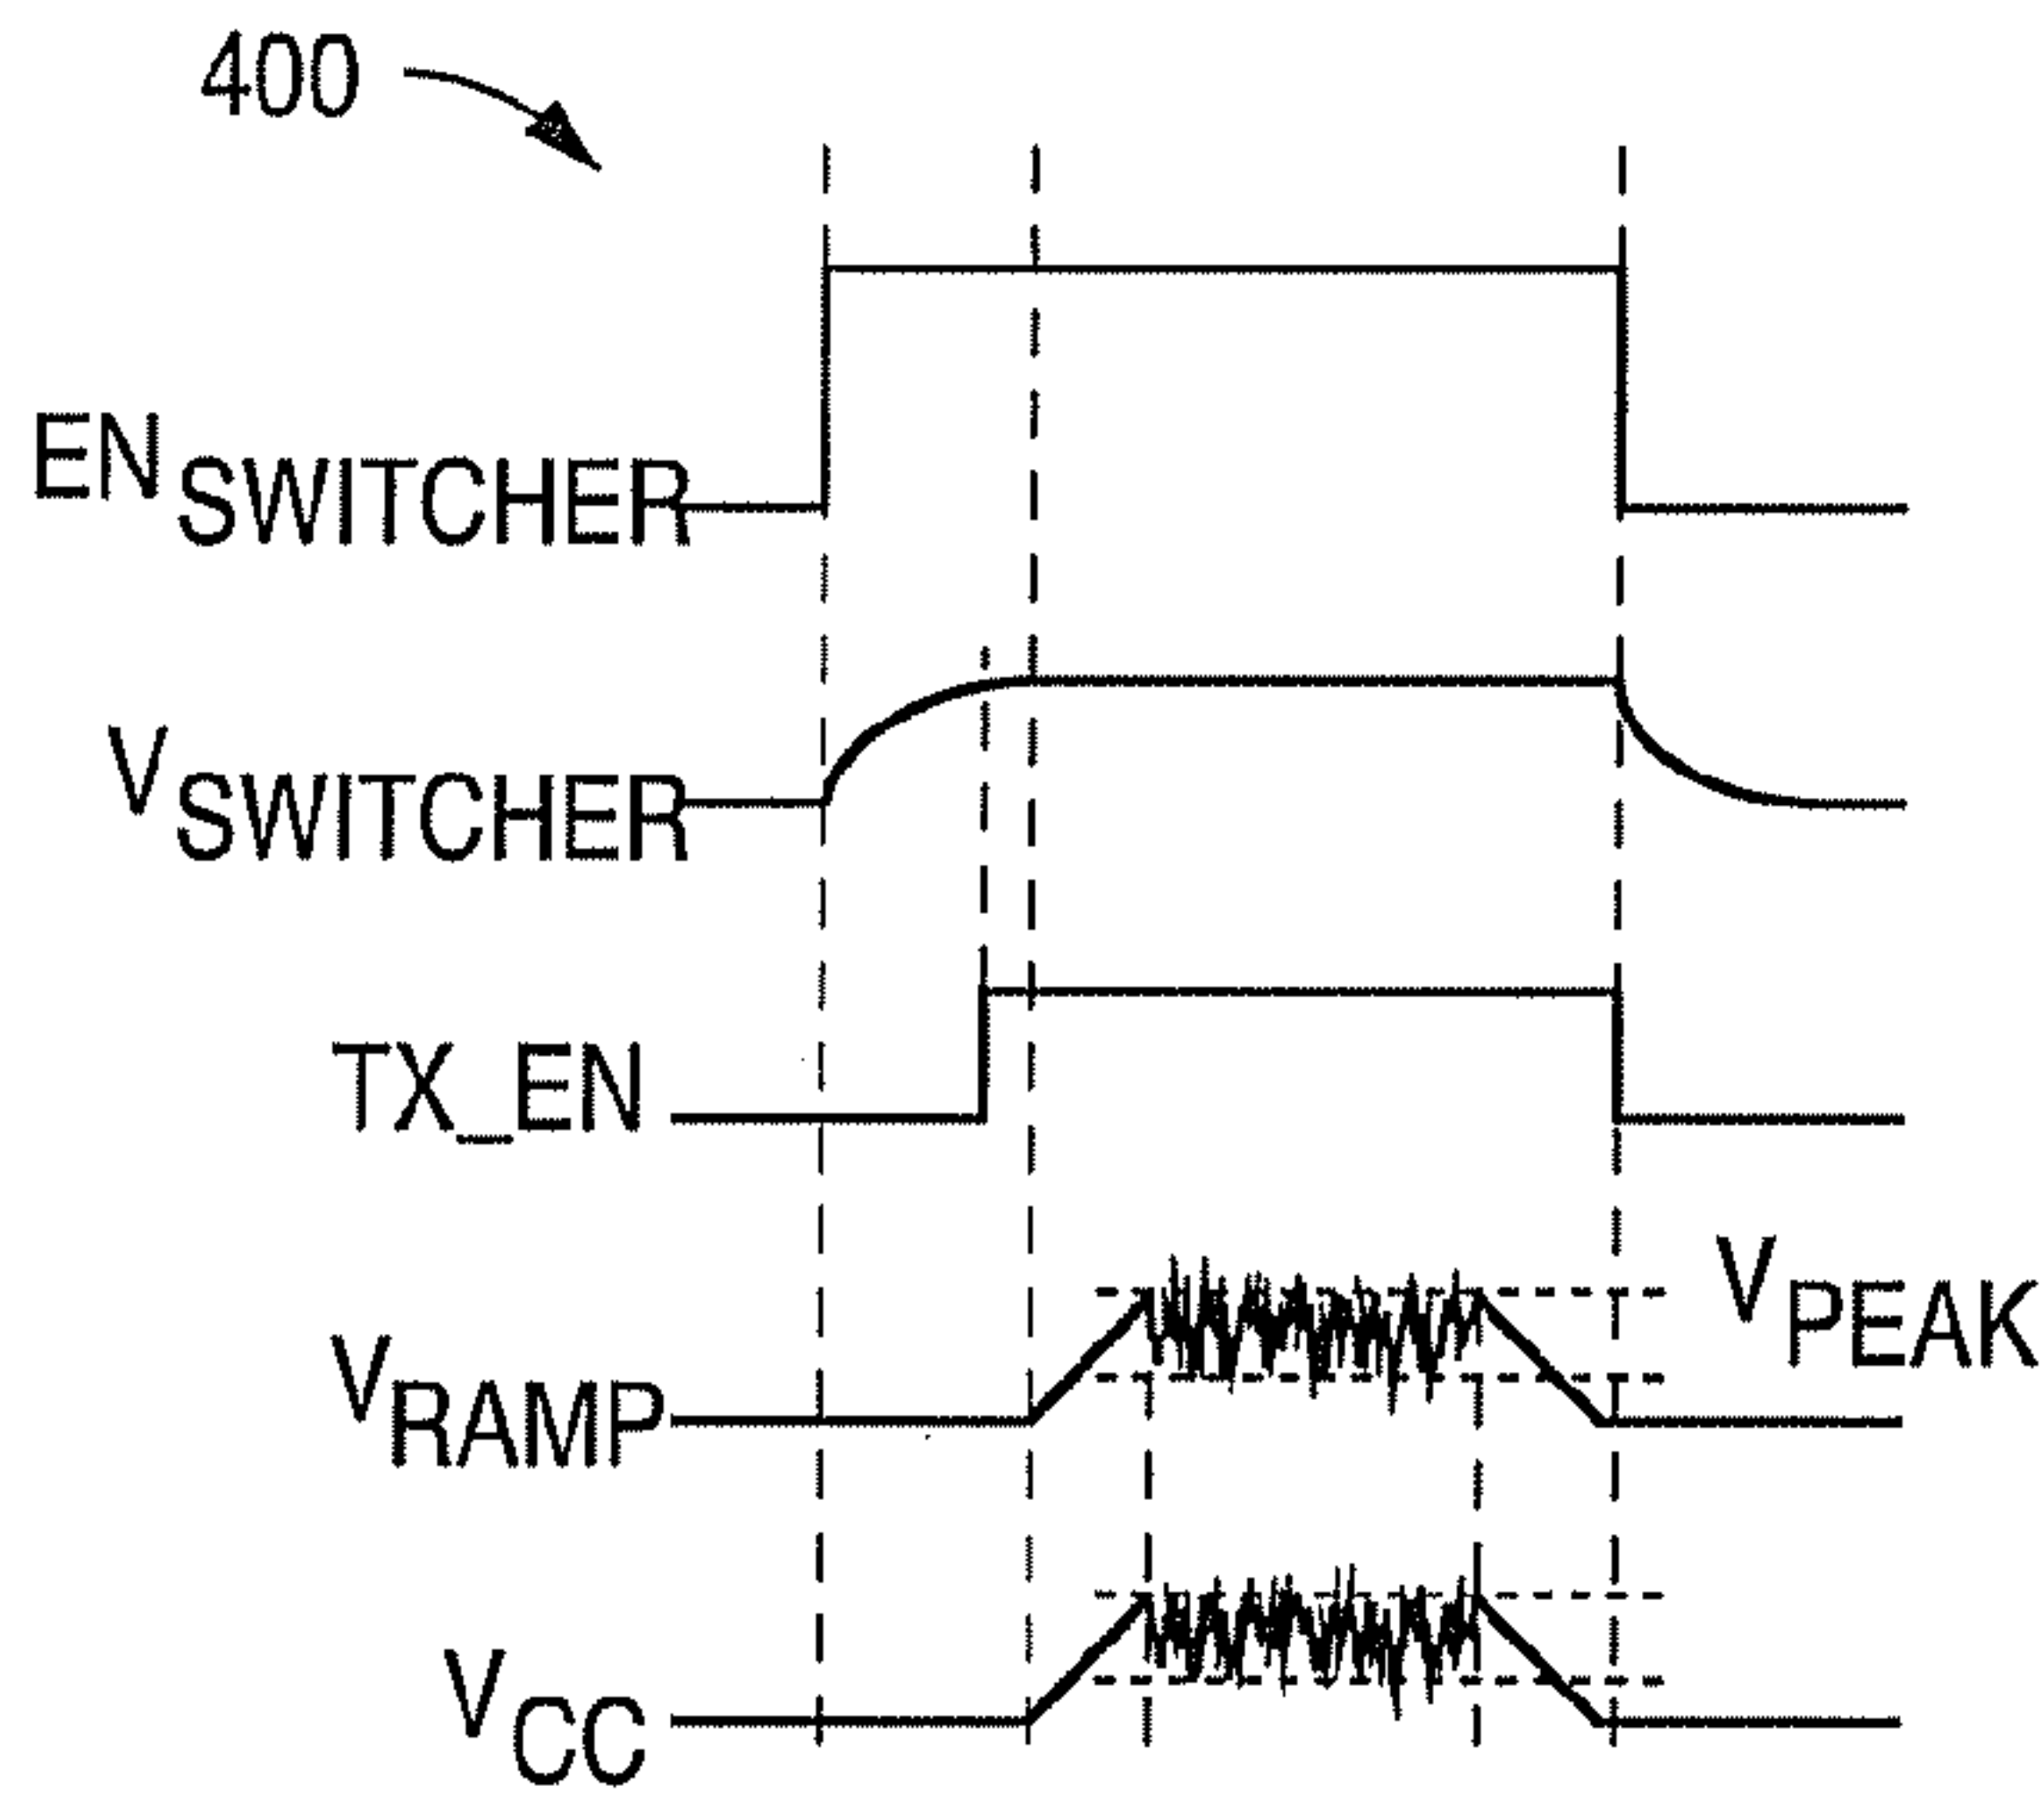 400
ENSWITCHER
VSWITCHER
TX_EN
VPEAK
VRAMP
VCC